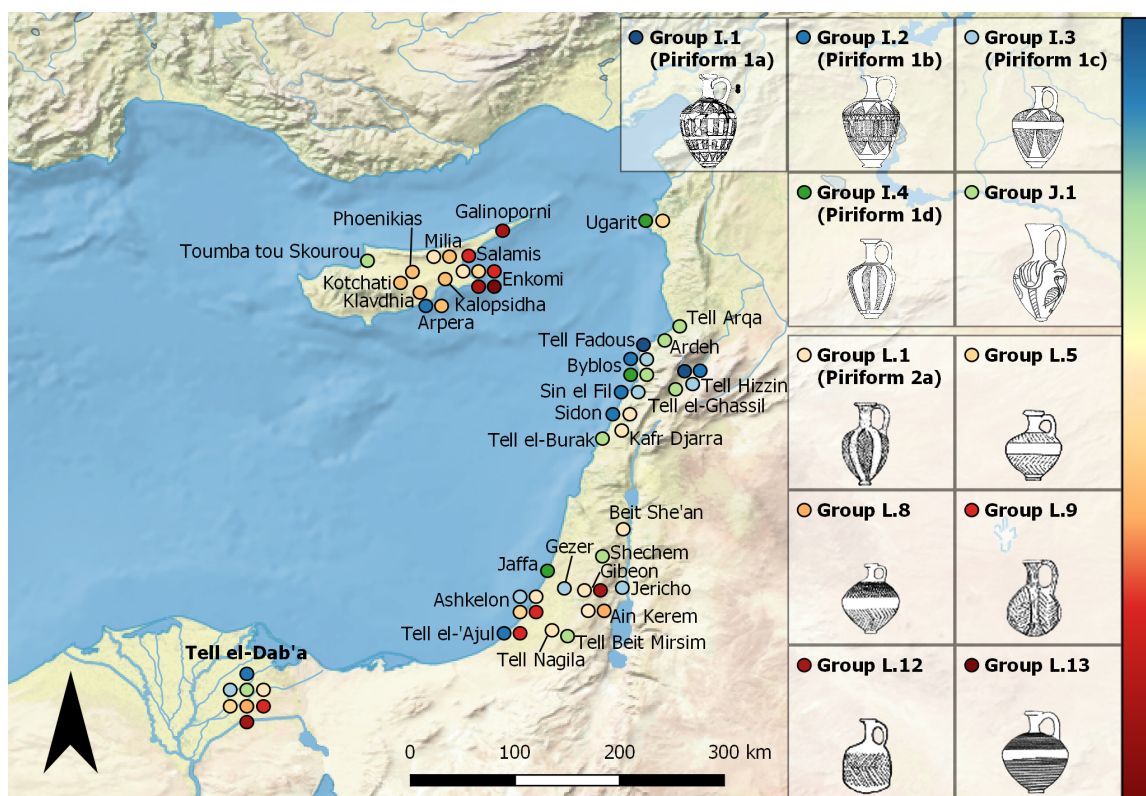 Group I.1
(Piriform 1a)
Group I.2
(Piriform 1b)
Group I.3
(Piriform 1c)
Group I.4
(Piriform 1d)
Group J.1
Group L.1
(Piriform 2a)
Group L.5
Group L.8
Group L.9
Group L.12
Group L.13
Galinoporni
Phoenikias
Milia
Toumba tou Skourou
Salamis
Kotchati
Enkomi
Klavdhia
Kalopsidha
Arpera
Ugarit
Tell Arqa
Tell Fadous
Ardeh
Byblos
Tell Hizzin
Sin el Fil
Tell el-Ghassil
Sidon
Tell el-Burak
Kafr Djarra
Beit She'an
Gezer
Shechem
Jaffa
Gibeon
Jericho
Ashkelon
Ain Kerem
Tell el-'Ajul
Tell Beit Mirsim
Tell Nagila
Tell el-Dab'a
0 100 200 300 km